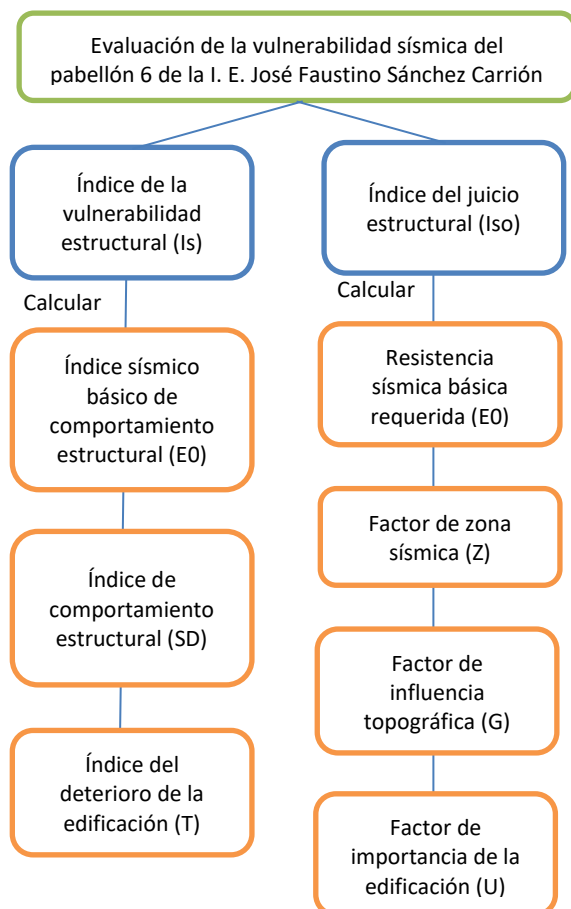 Evaluación de la vulnerabilidad sísmica del
pabellón 6 de la I. E. José Faustino Sánchez Carrión
Índice de la
vulnerabilidad
estructural (Is)
Calcular
Índice sísmico
básico de
comportamiento
estructural (E0)
Índice de
comportamiento
estructural (SD)
Índice del
deterioro de la
edificación (T)
Índice del juicio
estructural (Iso)
Calcular
Resistencia
sísmica básica
requerida (E0)
Factor de zona
sísmica (Z)
Factor de
influencia
topográfica (G)
Factor de
importancia de la
edificación (U)